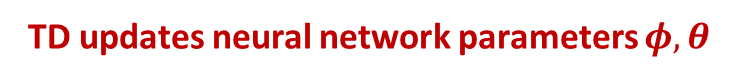 TD updates neural network parameters ϕ, θ